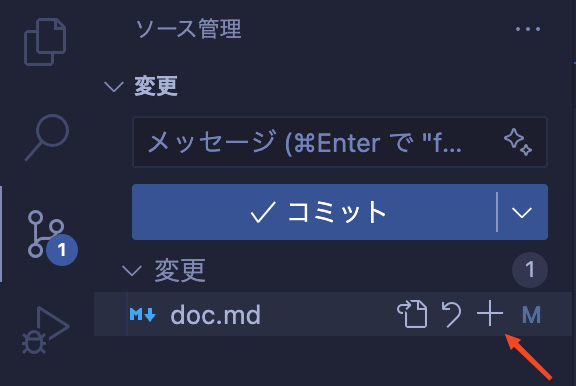 ソース管理
変更
メッセージ (⌘Enter で "f...
コミット
1
変更 1
doc.md M